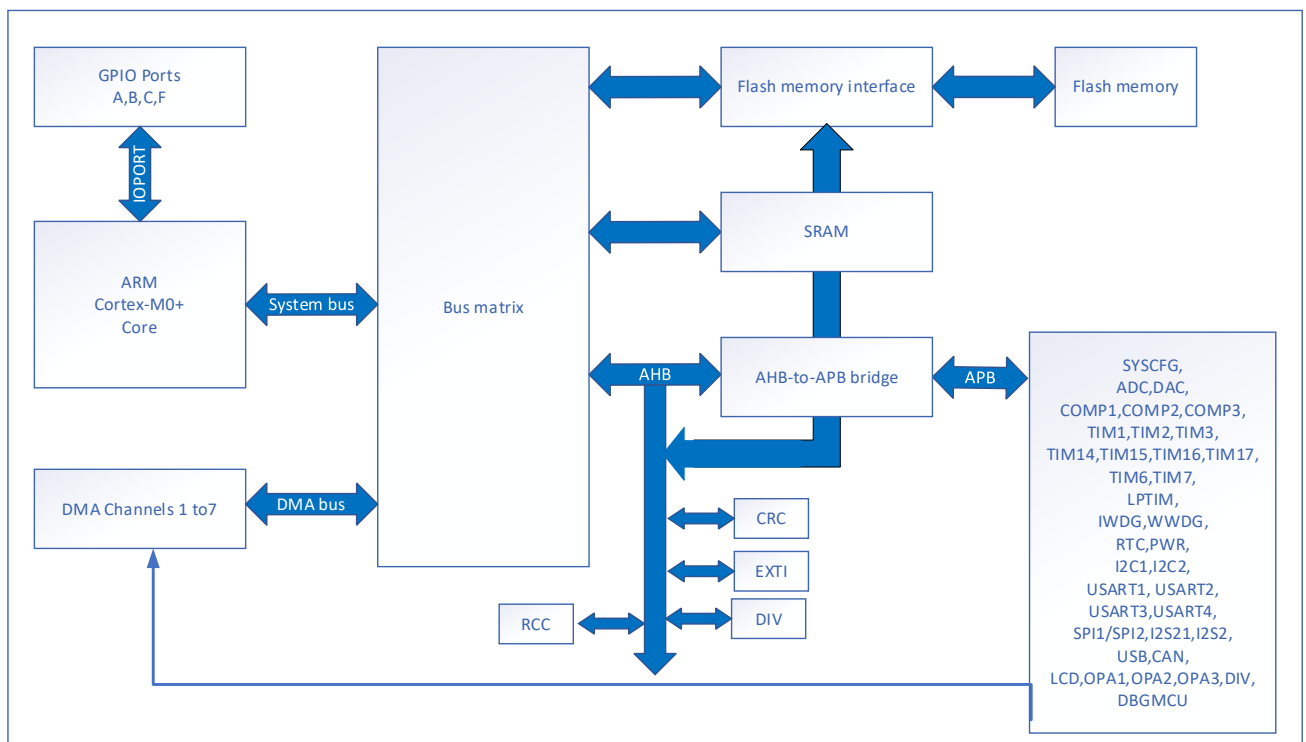 GPIO Ports
A,B,C,F
IOPORT
ARM
Cortex-M0+
Core
System bus
DMA Channels 1 to7
DMA bus
Bus matrix
Flash memory interface
Flash memory
SRAM
AHB
AHB-to-APB bridge
APB
CRC
EXTI
DIV
RCC
SYSCFG,
ADC,DAC,
COMP1,COMP2,COMP3,
TIM1,TIM2,TIM3,
TIM14,TIM15,TIM16,TIM17,
TIM6,TIM7,
LPTIM,
IWDG,WWDG,
RTC,PWR,
I2C1,I2C2,
USART1, USART2,
USART3,USART4,
SPI1/SPI2,I2S21,I2S2,
USB,CAN,
LCD,OPA1,OPA2,OPA3,DIV,
DBGMCU